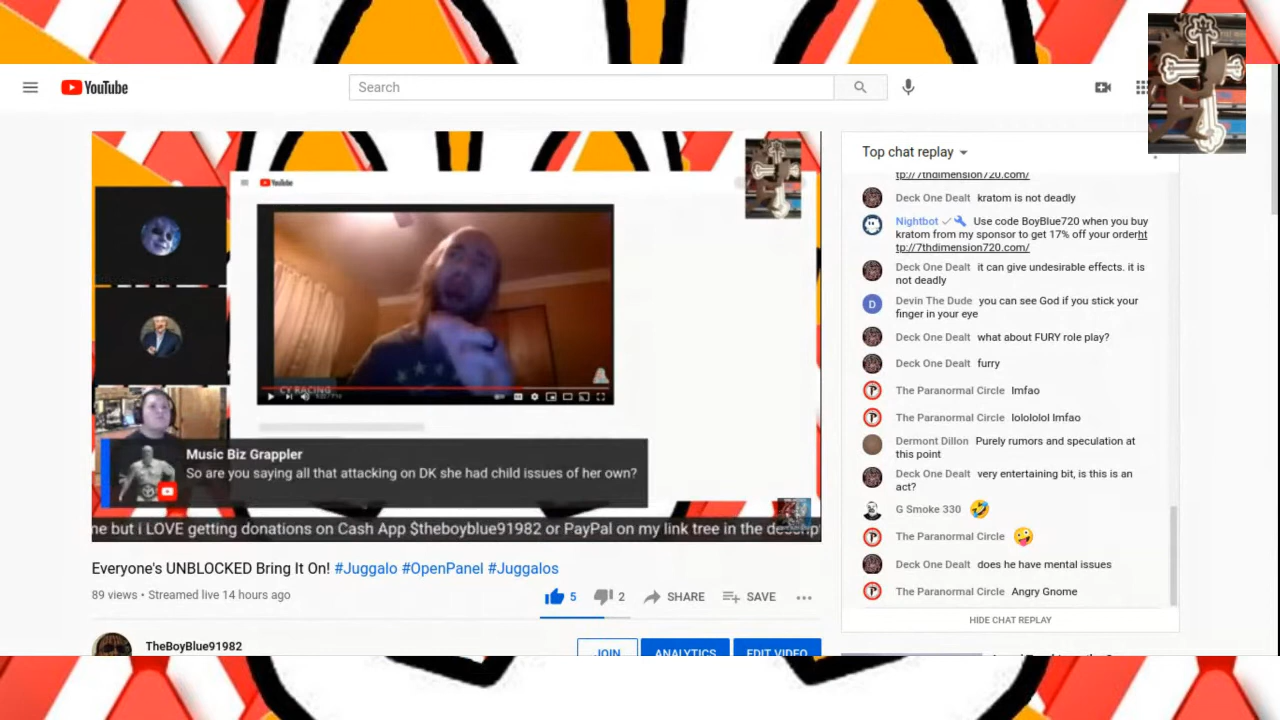 YouTube
Search
Top chat replay
tp://7thdimension720.com/
Deck One Dealt kratom is not deadly
Nightbot Use code BoyBlue720 when you buy
kratom from my sponsor to get 17% off your orderht
tp://7thdimension720.com/
Deck One Dealt it can give undesirable effects. it is
not deadly
D Devin The Dude you can see God if you stick your
finger in your eye
Deck One Dealt what about FURY role play?
Deck One Dealt furry
The Paranormal Circle lmfao
The Paranormal Circle lolololol lmfao
Dermont Dillon Purely rumors and speculation at
this point
Deck One Dealt very entertaining bit, is this is an
act?
G Smoke 330 🤣
The Paranormal Circle 🤪
Deck One Dealt does he have mental issues
The Paranormal Circle Angry Gnome
HIDE CHAT REPLAY
YouTube
CY RACING
Music Biz Grappler
So are you saying all that attacking on DK she had child issues of her own?
me but i LOVE getting donations on Cash App $theboyblue91982 or PayPal on my link tree in the descrip
Everyone's UNBLOCKED Bring It On! #Juggalo #OpenPanel #Juggalos
89 views • Streamed live 14 hours ago
5 2 SHARE SAVE
TheBoyBlue91982
JOIN ANALYTICS EDIT VIDEO